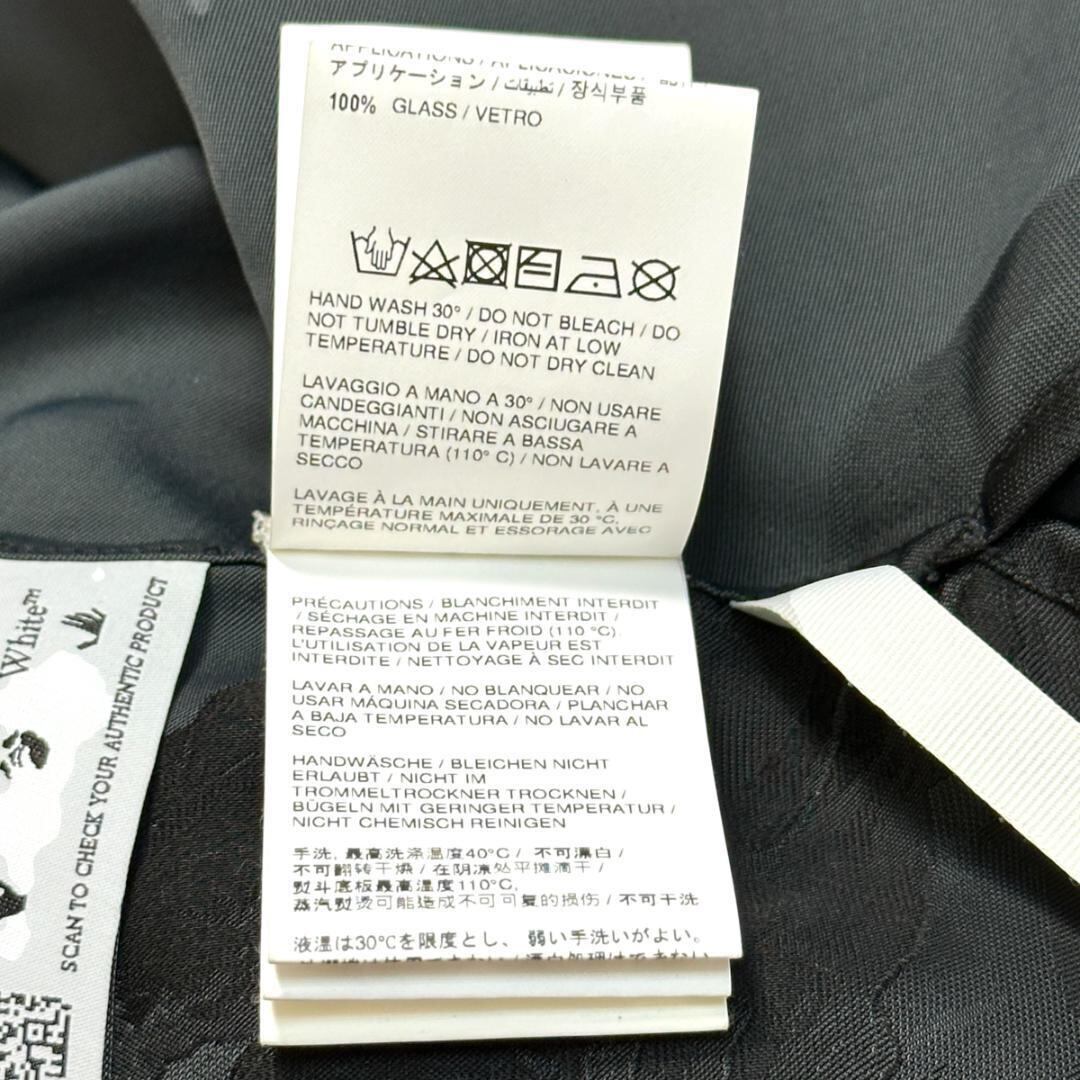 APPLICATIONS / APLICACIONES /
アプリケーション / تطبيقات / 장식부품
100% GLASS / VETRO
HAND WASH 30° / DO NOT BLEACH / DO
NOT TUMBLE DRY / IRON AT LOW
TEMPERATURE / DO NOT DRY CLEAN
LAVAGGIO A MANO A 30° / NON USARE
CANDEGGIANTI / NON ASCIUGARE A
MACCHINA / STIRARE A BASSA
TEMPERATURA (110° C) / NON LAVARE A
SECCO
LAVAGE À LA MAIN UNIQUEMENT, À UNE
TEMPÉRATURE MAXIMALE DE 30 °C,
RINÇAGE NORMAL ET ESSORAGE AVEC
PRÉCAUTIONS / BLANCHIMENT INTERDIT
/ SÉCHAGE EN MACHINE INTERDIT /
REPASSAGE AU FER FROID (110 °C).
L'UTILISATION DE LA VAPEUR EST
INTERDITE / NETTOYAGE À SEC INTERDIT
LAVAR A MANO / NO BLANQUEAR / NO
USAR MÁQUINA SECADORA / PLANCHAR
A BAJA TEMPERATURA / NO LAVAR AL
SECO
HANDWÄSCHE / BLEICHEN NICHT
ERLAUBT / NICHT IM
TROMMELTROCKNER TROCKNEN /
BÜGELN MIT GERINGER TEMPERATUR /
NICHT CHEMISCH REINIGEN
手洗, 最高洗涤温度40°C / 不可漂白 /
不可翻转干燥 / 在阴凉处平摊滴干 /
熨斗底板最高温度110°C,
蒸汽熨烫可能造成不可回复的损伤 / 不可干洗
液温は30℃を限度とし、弱い手洗いがよい。
White™
SCAN TO CHECK YOUR AUTHENTIC PRODUCT